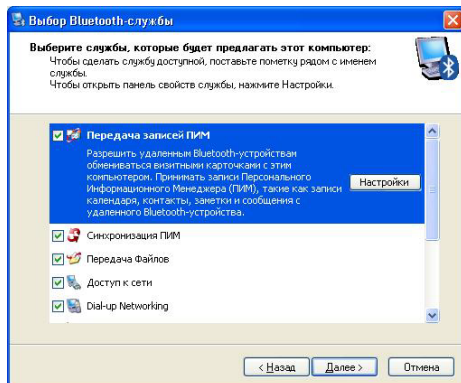 Выбор Bluetooth-службы
Выберите службы, которые будет предлагать этот компьютер:
Чтобы сделать службу доступной, поставьте пометку рядом с именем
службы.
Чтобы открыть панель свойств службы, нажмите Настройки.
Передача записей ПИМ
Разрешить удаленным Bluetooth-устройствам
обмениваться визитными карточками с этим
компьютером. Принимать записи Персонального
Информационного Менеджера (ПИМ), такие как записи
календаря, контакты, заметки и сообщения с
удаленного Bluetooth-устройства.
Настройки
Синхронизация ПИМ
Передача Файлов
Доступ к сети
Dial-up Networking
< Назад
Далее >
Отмена